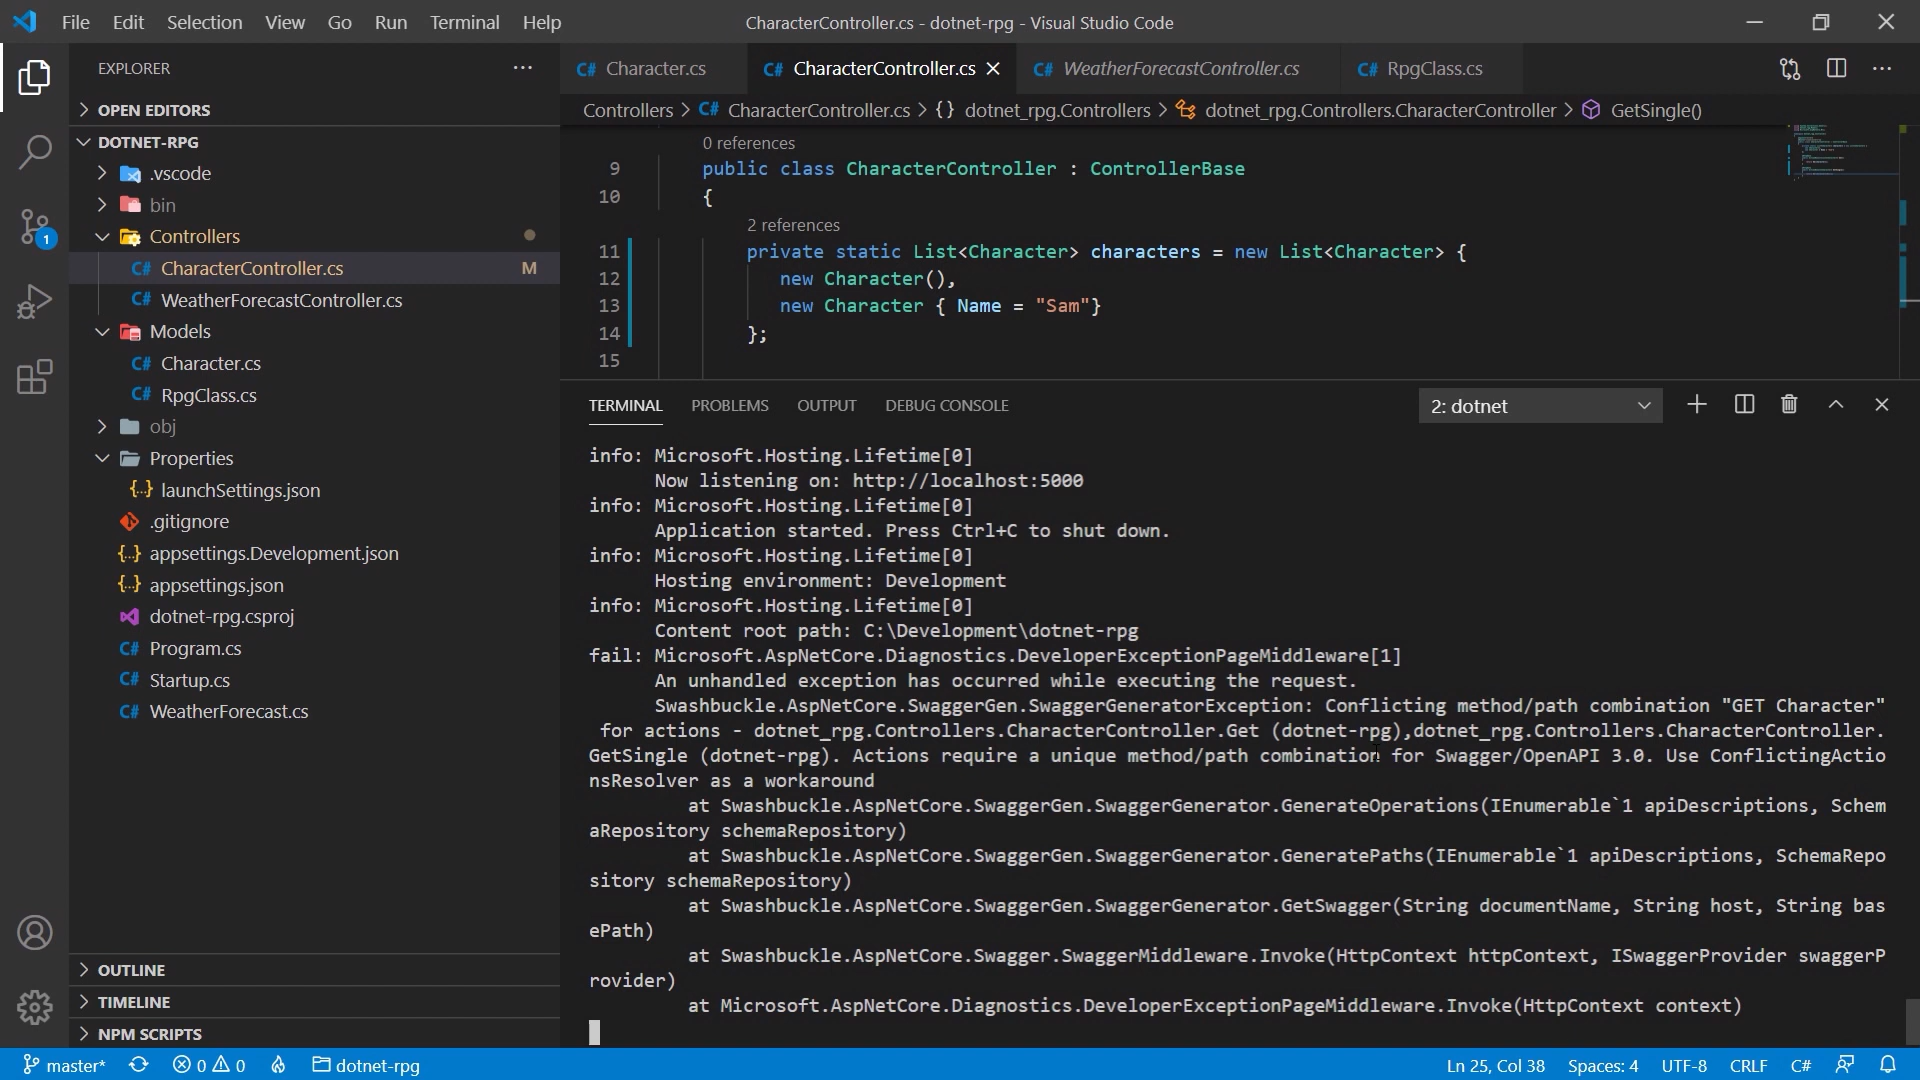 File Edit Selection View Go Run Terminal Help
CharacterController.cs - dotnet-rpg - Visual Studio Code
EXPLORER
OPEN EDITORS
DOTNET-RPG
.vscode
bin
Controllers
CharacterController.cs M
WeatherForecastController.cs
Models
Character.cs
RpgClass.cs
obj
Properties
launchSettings.json
.gitignore
appsettings.Development.json
appsettings.json
dotnet-rpg.csproj
Program.cs
Startup.cs
WeatherForecast.cs
OUTLINE
TIMELINE
NPM SCRIPTS
1
Character.cs CharacterController.cs WeatherForecastController.cs RpgClass.cs
Controllers > CharacterController.cs > {} dotnet_rpg.Controllers > dotnet_rpg.Controllers.CharacterController > GetSingle()
0 references
9 public class CharacterController : ControllerBase
10 {
2 references
11 private static List<Character> characters = new List<Character> {
12 new Character(),
13 new Character { Name = "Sam"}
14 };
15
TERMINAL PROBLEMS OUTPUT DEBUG CONSOLE 2: dotnet
info: Microsoft.Hosting.Lifetime[0]
Now listening on: http://localhost:5000
info: Microsoft.Hosting.Lifetime[0]
Application started. Press Ctrl+C to shut down.
info: Microsoft.Hosting.Lifetime[0]
Hosting environment: Development
info: Microsoft.Hosting.Lifetime[0]
Content root path: C:\Development\dotnet-rpg
fail: Microsoft.AspNetCore.Diagnostics.DeveloperExceptionPageMiddleware[1]
An unhandled exception has occurred while executing the request.
Swashbuckle.AspNetCore.SwaggerGen.SwaggerGeneratorException: Conflicting method/path combination "GET Character"
for actions - dotnet_rpg.Controllers.CharacterController.Get (dotnet-rpg),dotnet_rpg.Controllers.CharacterController.
GetSingle (dotnet-rpg). Actions require a unique method/path combination for Swagger/OpenAPI 3.0. Use ConflictingActio
nsResolver as a workaround
at Swashbuckle.AspNetCore.SwaggerGen.SwaggerGenerator.GenerateOperations(IEnumerable`1 apiDescriptions, Schem
aRepository schemaRepository)
at Swashbuckle.AspNetCore.SwaggerGen.SwaggerGenerator.GeneratePaths(IEnumerable`1 apiDescriptions, SchemaRepo
sitory schemaRepository)
at Swashbuckle.AspNetCore.SwaggerGen.SwaggerGenerator.GetSwagger(String documentName, String host, String bas
ePath)
at Swashbuckle.AspNetCore.Swagger.SwaggerMiddleware.Invoke(HttpContext httpContext, ISwaggerProvider swaggerP
rovider)
at Microsoft.AspNetCore.Diagnostics.DeveloperExceptionPageMiddleware.Invoke(HttpContext context)
master* 0 0 dotnet-rpg Ln 25, Col 38 Spaces: 4 UTF-8 CRLF C#